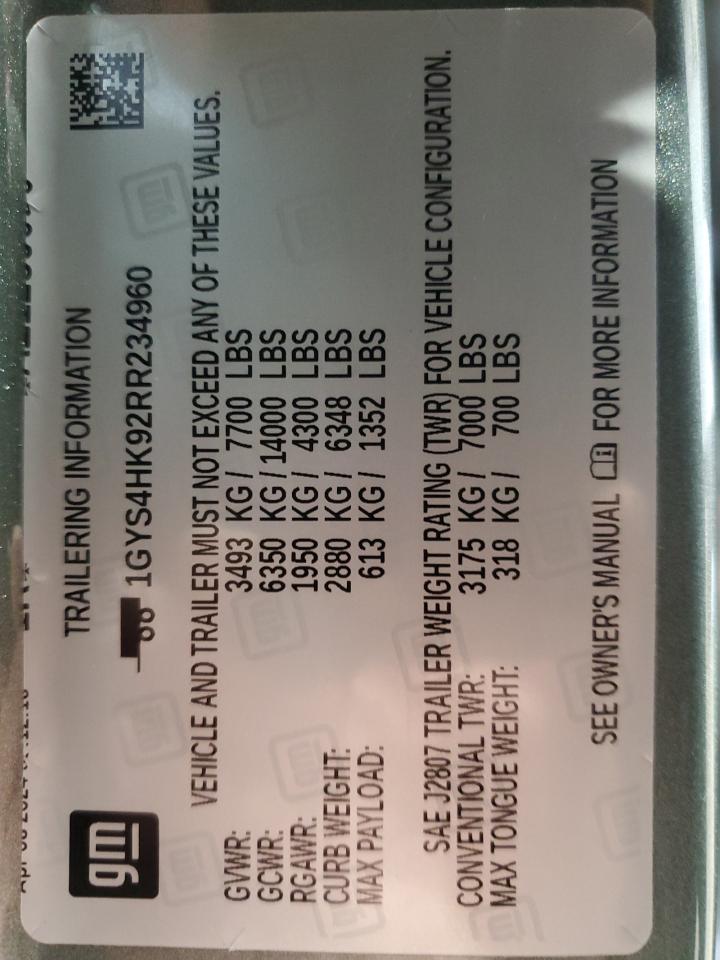 gm
TRAILERING INFORMATION
1GYS4HK92RR234960
VEHICLE AND TRAILER MUST NOT EXCEED ANY OF THESE VALUES.
GVWR: 3493 KG / 7700 LBS
GCWR: 6350 KG / 14000 LBS
RGAWR: 1950 KG / 4300 LBS
CURB WEIGHT: 2880 KG / 6348 LBS
MAX PAYLOAD: 613 KG / 1352 LBS
SAE J2807 TRAILER WEIGHT RATING (TWR) FOR VEHICLE CONFIGURATION.
CONVENTIONAL TWR: 3175 KG / 7000 LBS
MAX TONGUE WEIGHT: 318 KG / 700 LBS
SEE OWNER'S MANUAL FOR MORE INFORMATION